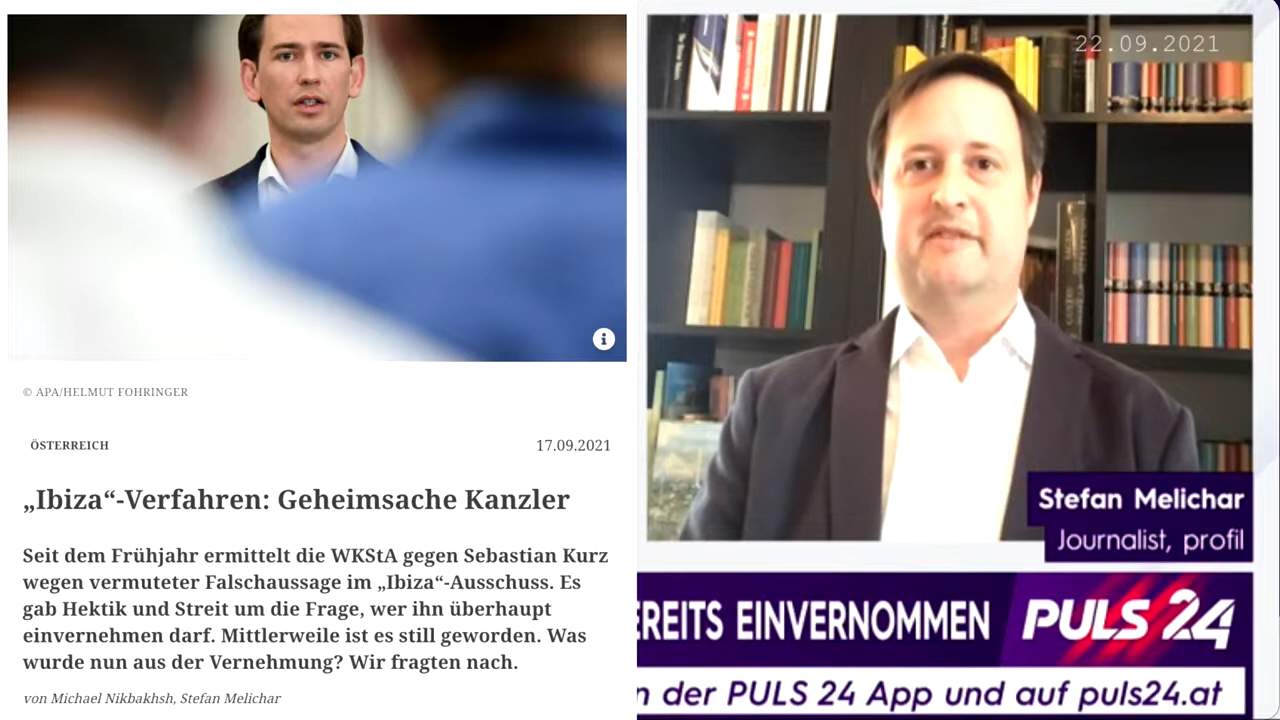 © APA/HELMUT FOHRINGER
ÖSTERREICH
17.09.2021
„Ibiza“-Verfahren: Geheimsache Kanzler
Seit dem Frühjahr ermittelt die WKStA gegen Sebastian Kurz
wegen vermuteter Falschaussage im „Ibiza“-Ausschuss. Es
gab Hektik und Streit um die Frage, wer ihn überhaupt
einvernehmen darf. Mittlerweile ist es still geworden. Was
wurde nun aus der Vernehmung? Wir fragten nach.
von Michael Nikbakhsh, Stefan Melichar
22.09.2021
Stefan Melichar
Journalist, profil
EREITS EINVERNOMMEN
PULS 24
n der PULS 24 App und auf puls24.at